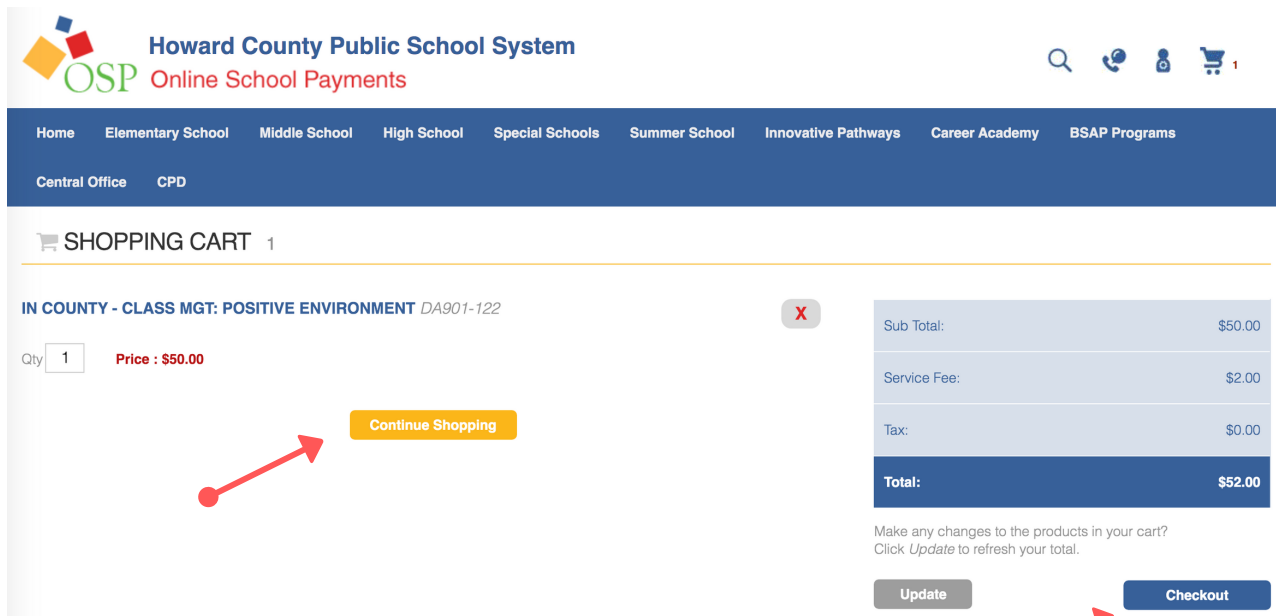 Howard County Public School System
OSP Online School Payments
1
Home Elementary School Middle School High School Special Schools Summer School Innovative Pathways Career Academy BSAP Programs
Central Office CPD
SHOPPING CART 1
IN COUNTY - CLASS MGT: POSITIVE ENVIRONMENT DA901-122
X
Qty 1 Price : $50.00
Continue Shopping
Sub Total: $50.00
Service Fee: $2.00
Tax: $0.00
Total: $52.00
Make any changes to the products in your cart?
Click Update to refresh your total.
Update Checkout